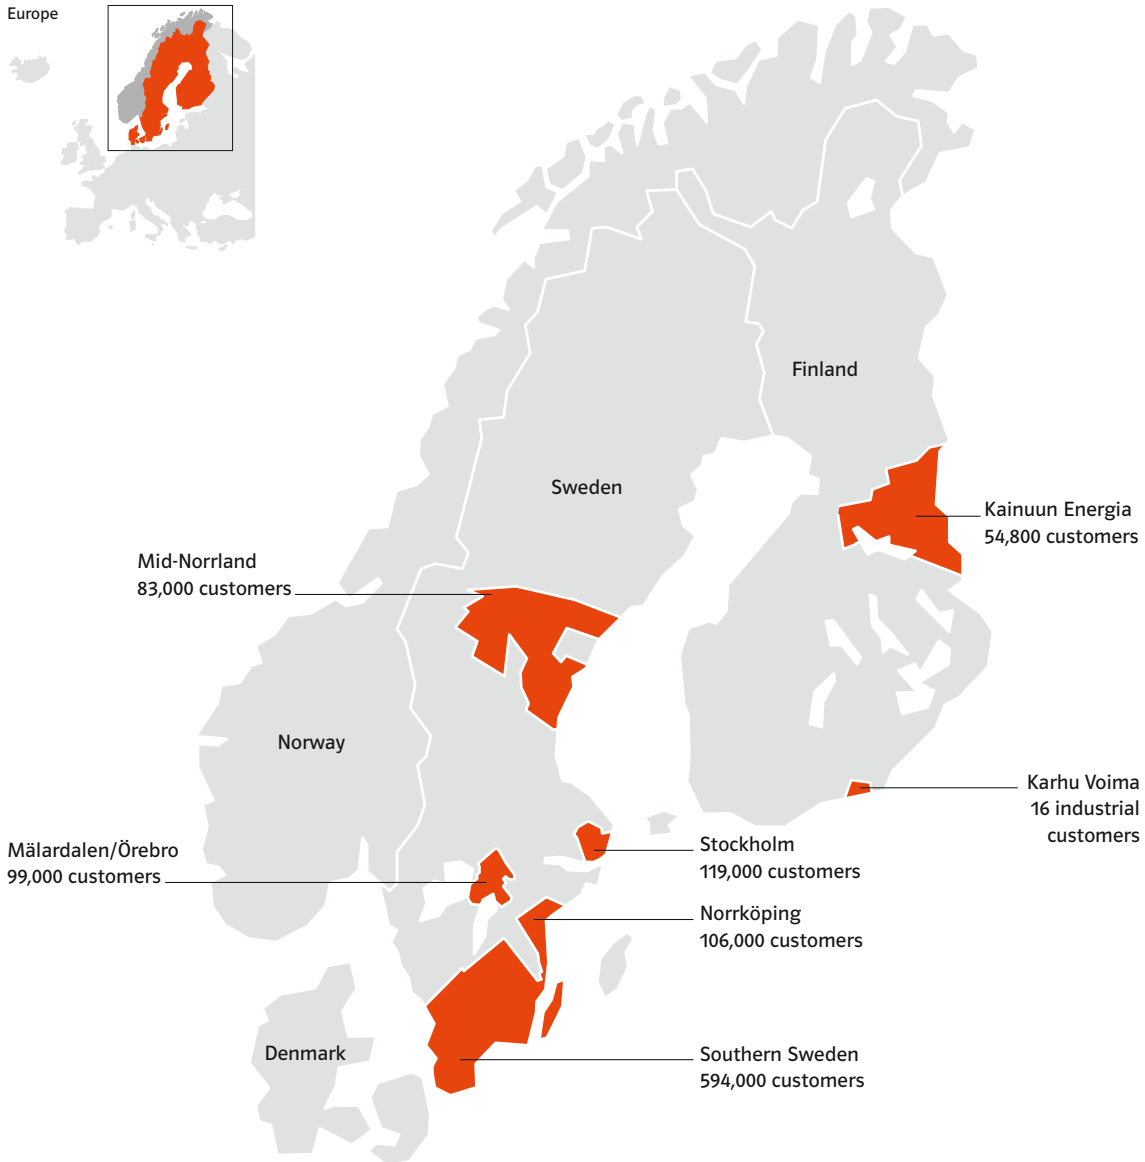 Europe
Finland
Sweden
Kainuun Energia
54,800 customers
Mid-Norrland
83,000 customers
Norway
Karhu Voima
16 industrial
customers
Mälardalen/Örebro
99,000 customers
Stockholm
119,000 customers
Norrköping
106,000 customers
Denmark
Southern Sweden
594,000 customers